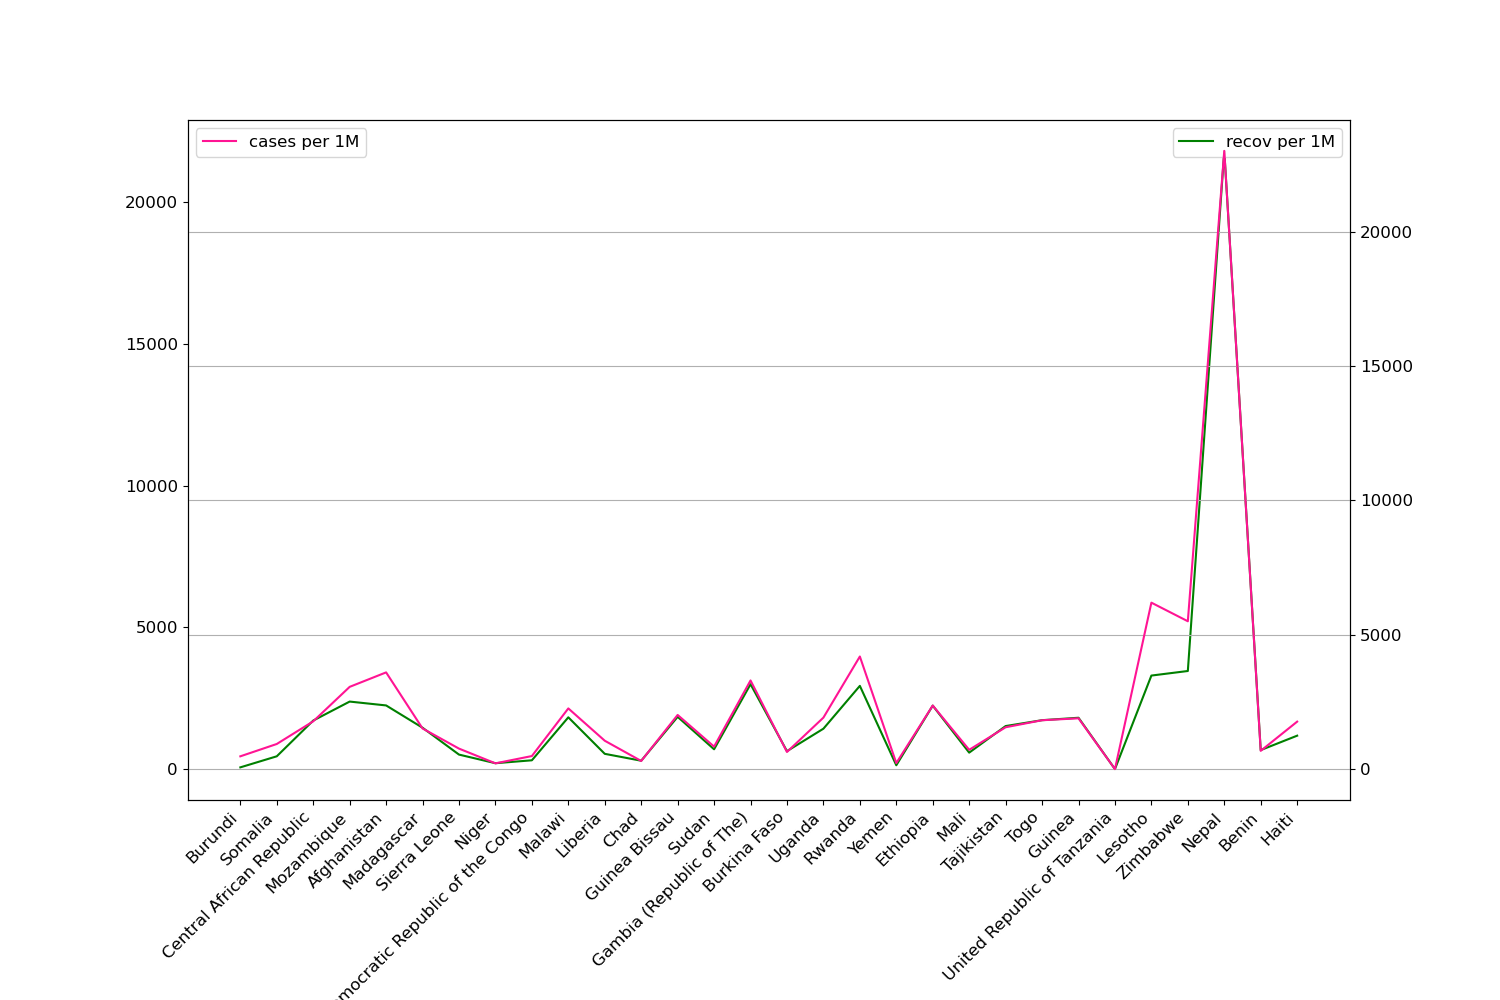 cases per 1M
recov per 1M
20000
15000
10000
5000
0
20000
15000
10000
5000
0
Burundi
Somalia
Central African Republic
Mozambique
Afghanistan
Madagascar
Sierra Leone
Niger
mocratic Republic of the Congo
Malawi
Liberia
Chad
Guinea Bissau
Sudan
Gambia (Republic of The)
Burkina Faso
Uganda
Rwanda
Yemen
Ethiopia
Mali
Tajikistan
Togo
Guinea
United Republic of Tanzania
Lesotho
Zimbabwe
Nepal
Benin
Haiti